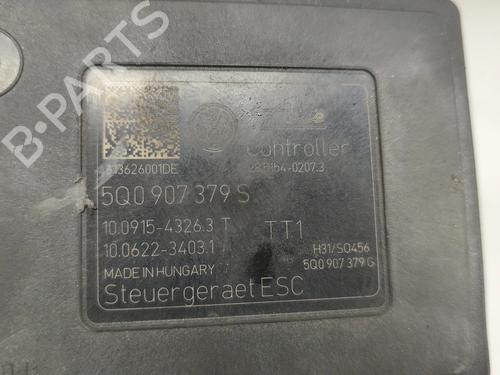 B-PARTS
Controller
5Q0 907 379 S
10.0915-4326.3 T
TT1
10.0622-3403.1
H31/SQ456
MADE IN HUNGARY
5Q0 907 379 G
Steuergeraet ESC